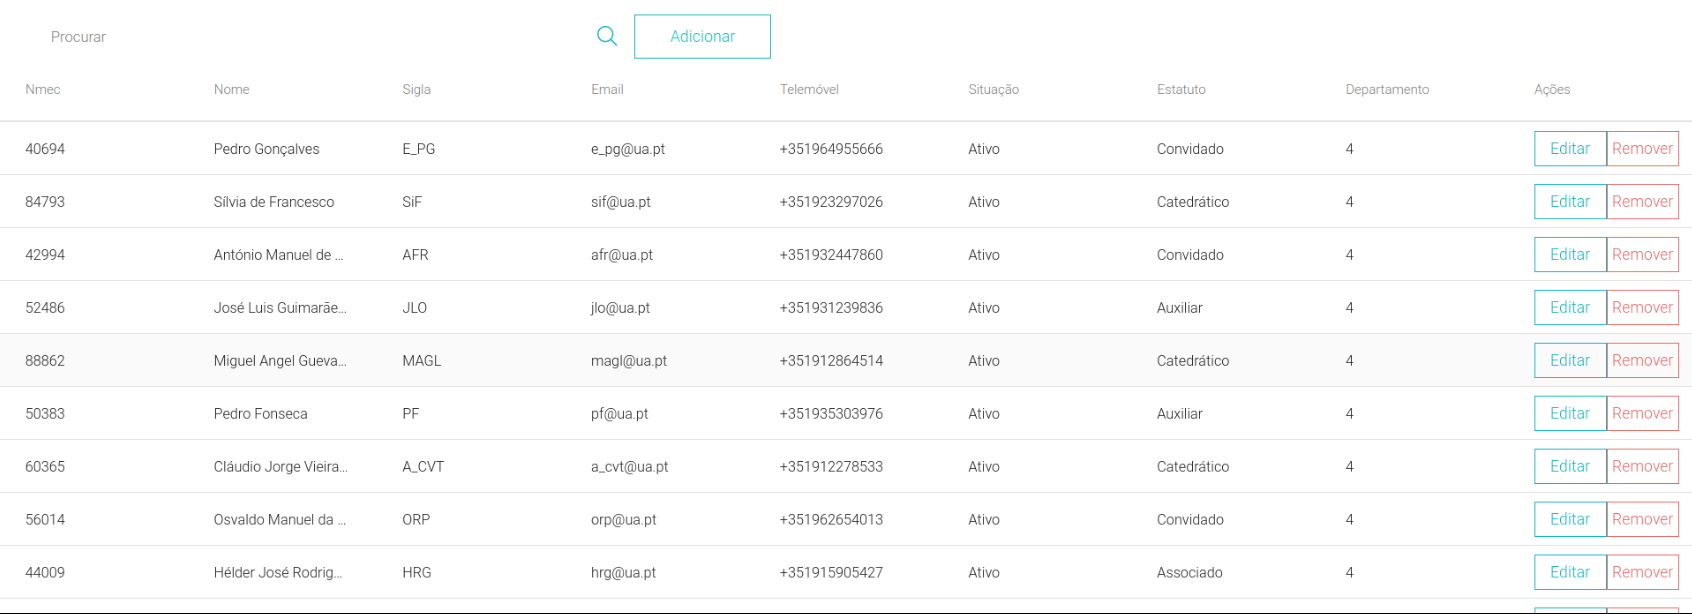 Procurar Adicionar
Nmec Nome Sigla Email Telemóvel Situação Estatuto Departamento Ações
40694 Pedro Gonçalves E_PG e_pg@ua.pt +351964955666 Ativo Convidado 4 Editar Remover
84793 Sílvia de Francesco SiF sif@ua.pt +351923297026 Ativo Catedrático 4 Editar Remover
42994 António Manuel de ... AFR afr@ua.pt +351932447860 Ativo Convidado 4 Editar Remover
52486 José Luis Guimarãe... JLO jlo@ua.pt +351931239836 Ativo Auxiliar 4 Editar Remover
88862 Miguel Angel Gueva... MAGL magl@ua.pt +351912864514 Ativo Catedrático 4 Editar Remover
50383 Pedro Fonseca PF pf@ua.pt +351935303976 Ativo Auxiliar 4 Editar Remover
60365 Cláudio Jorge Vieira... A_CVT a_cvt@ua.pt +351912278533 Ativo Catedrático 4 Editar Remover
56014 Osvaldo Manuel da ... ORP orp@ua.pt +351962654013 Ativo Convidado 4 Editar Remover
44009 Hélder José Rodrig... HRG hrg@ua.pt +351915905427 Ativo Associado 4 Editar Remover